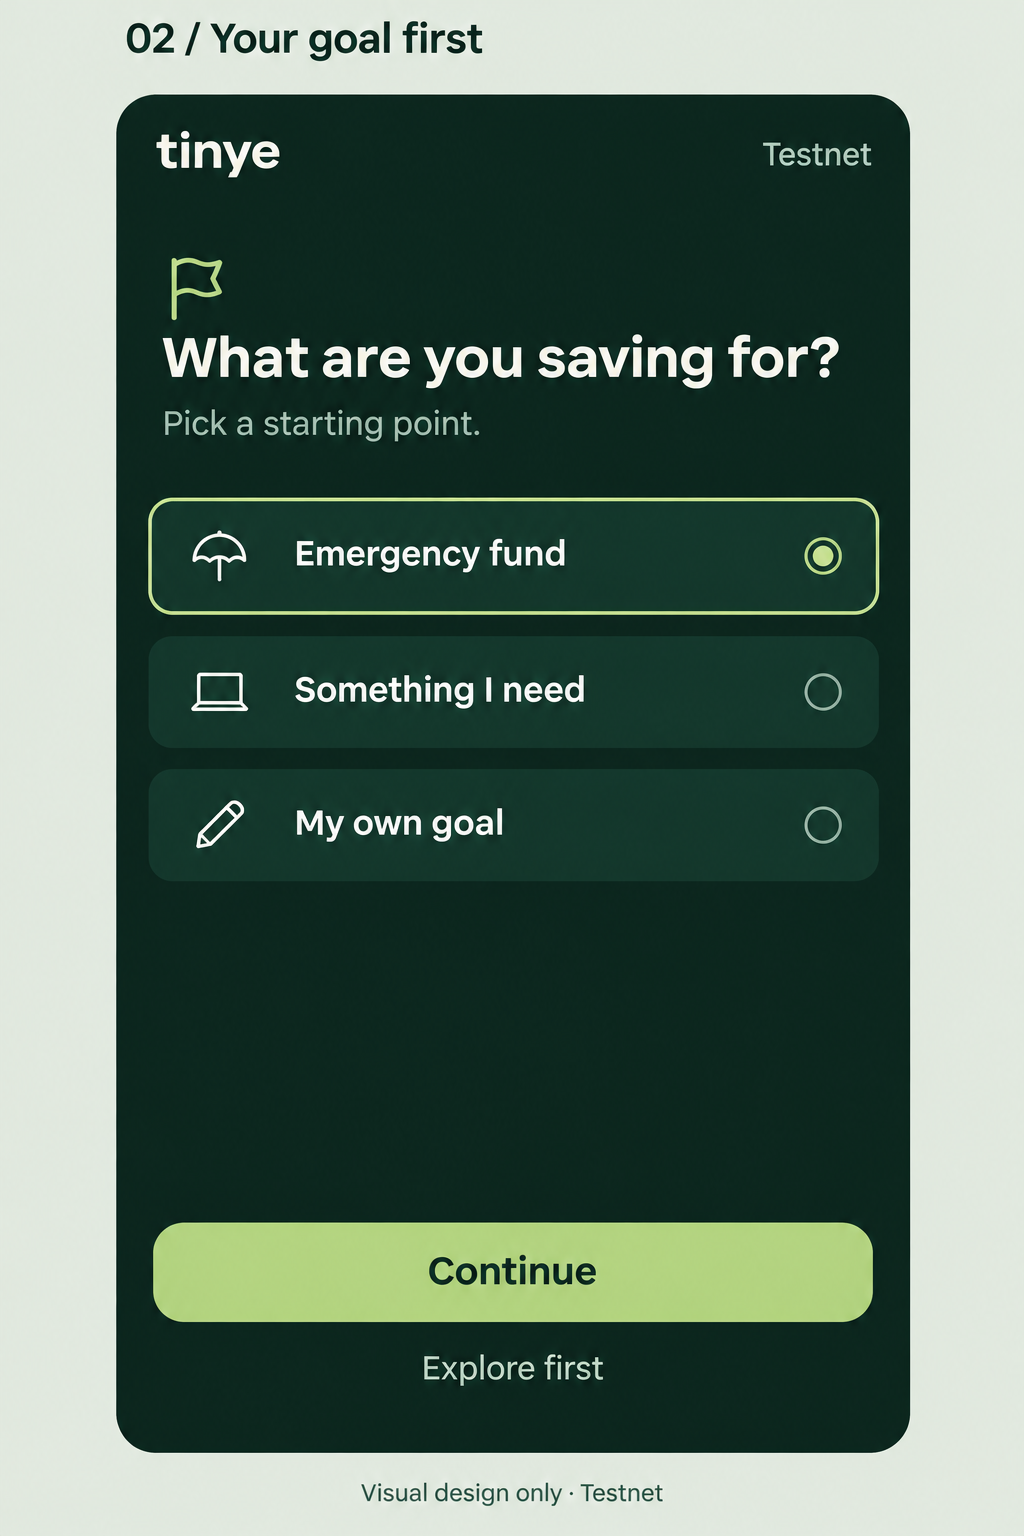 02 / Your goal first
tinye
Testnet
What are you saving for?
Pick a starting point.
Emergency fund
Something I need
My own goal
Continue
Explore first
Visual design only · Testnet